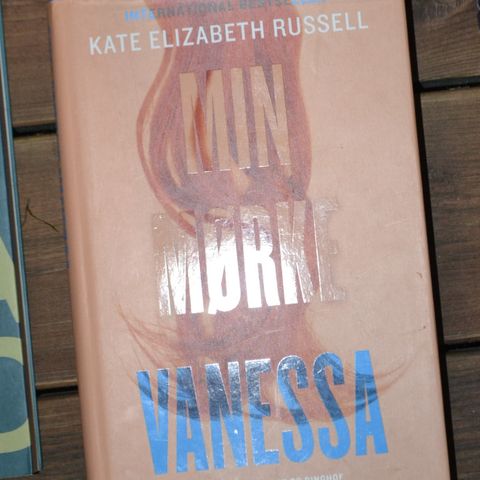 INTERNATIONAL BESTSELLER
KATE ELIZABETH RUSSELL
MIN
MØRKE
VANESSA